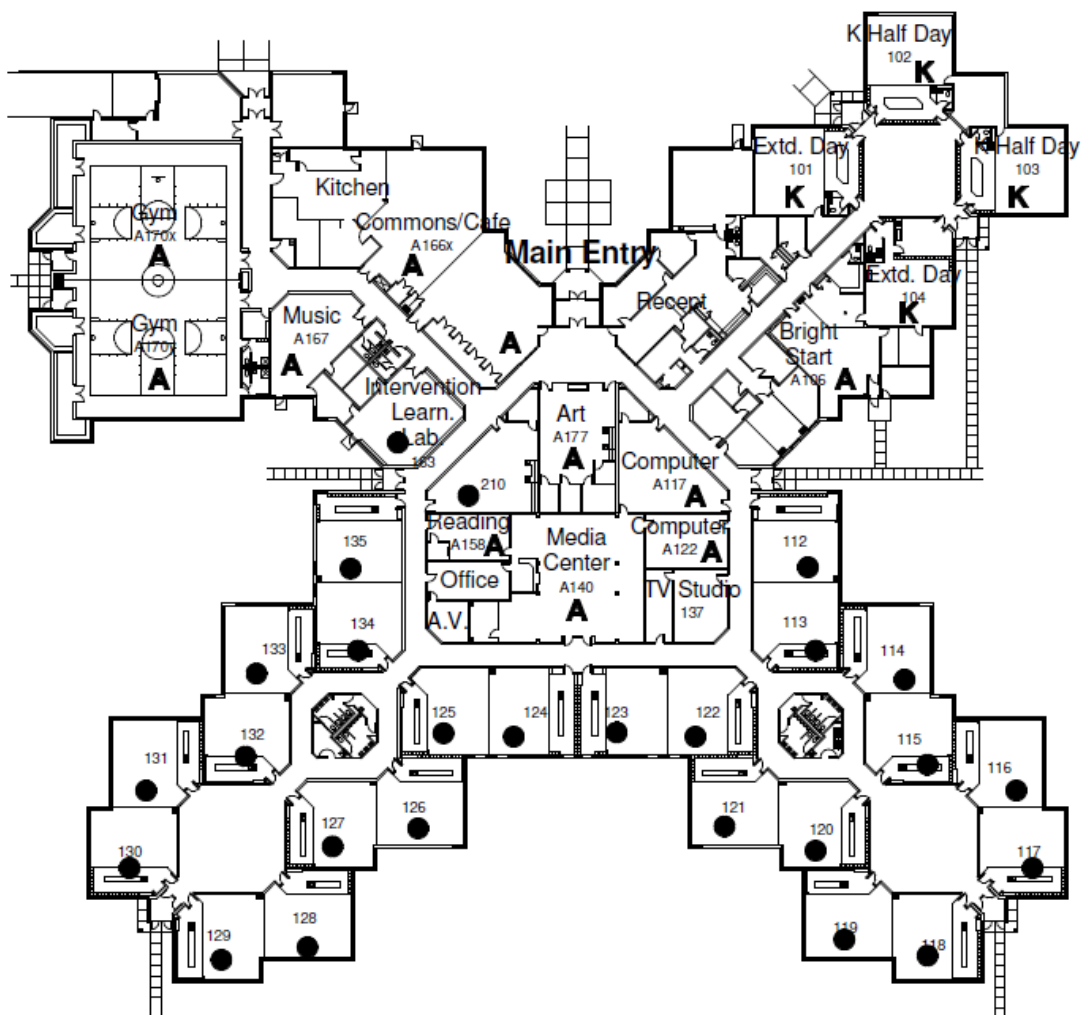 K Half Day
102
K
Extd. Day
101
K
K Half Day
103
K
Kitchen
Commons/Cafe
A166x
A
Main Entry
Gym
A170x
A
Extd. Day
104
K
Recept
Music
A167
A
A
Gym
A
Bright
Start
A106
A
Intervention
Learn.
Lab.
163
Art
A177
A
Computer
A117
A
210
Reading
A158
A
Media
Center
A140
A
Computer
A122
A
Office
TV Studio
137
A.V.
135
112
134
113
133
114
132
125
124
123
122
115
131
116
126
121
127
120
130
117
128
119
129
118